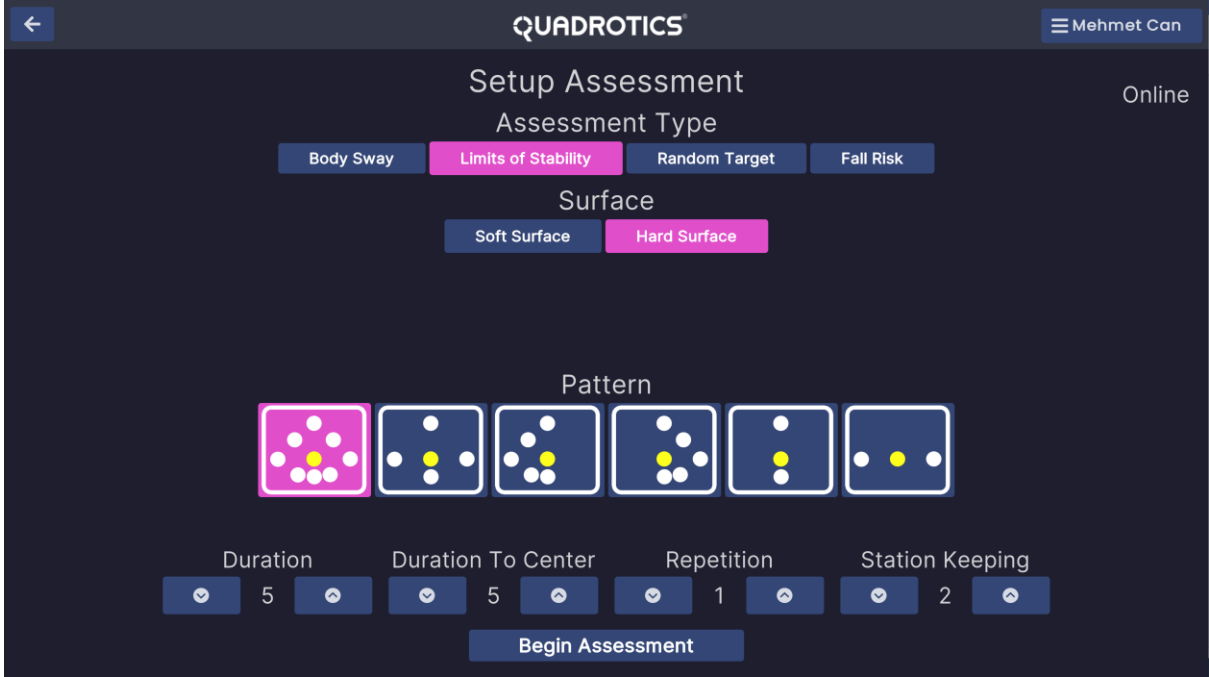 QUADROTICS®
Mehmet Can
Setup Assessment
Online
Assessment Type
Body Sway Limits of Stability Random Target Fall Risk
Surface
Soft Surface Hard Surface
Pattern
Duration Duration To Center Repetition Station Keeping
5 5 1 2
Begin Assessment